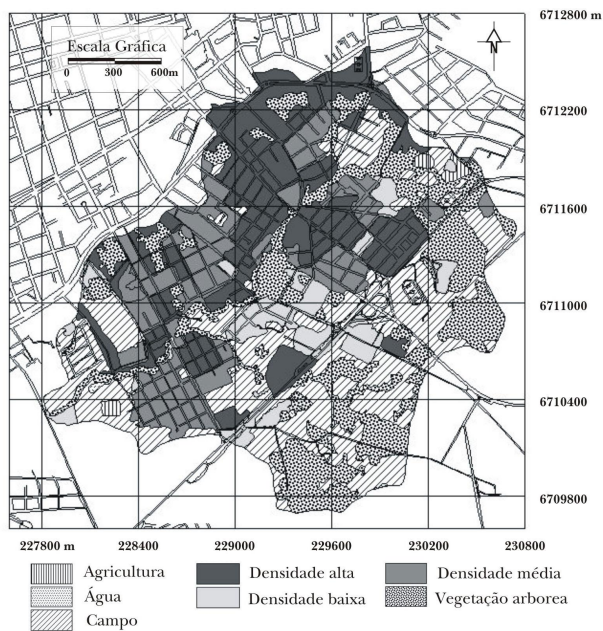 6712800 m
Escala Gráfica
0 300 600m
N
6712200
6711600
6711000
6710400
6709800
227800 m 228400 229000 229600 230200 230800
Agricultura Densidade alta Densidade média
Água Densidade baixa Vegetação arborea
Campo